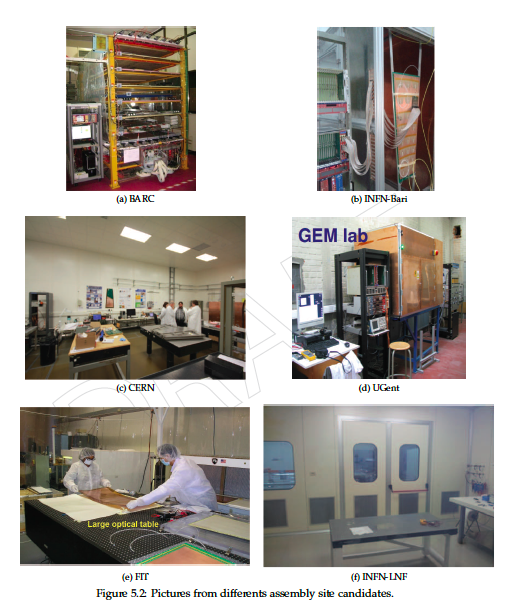 (a) BARC
(b) INFN-Bari
GEM lab
(c) CERN
(d) UGent
Large optical table
(e) FIT
(f) INFN-LNF
Figure 5.2: Pictures from differents assembly site candidates.
DRAFT